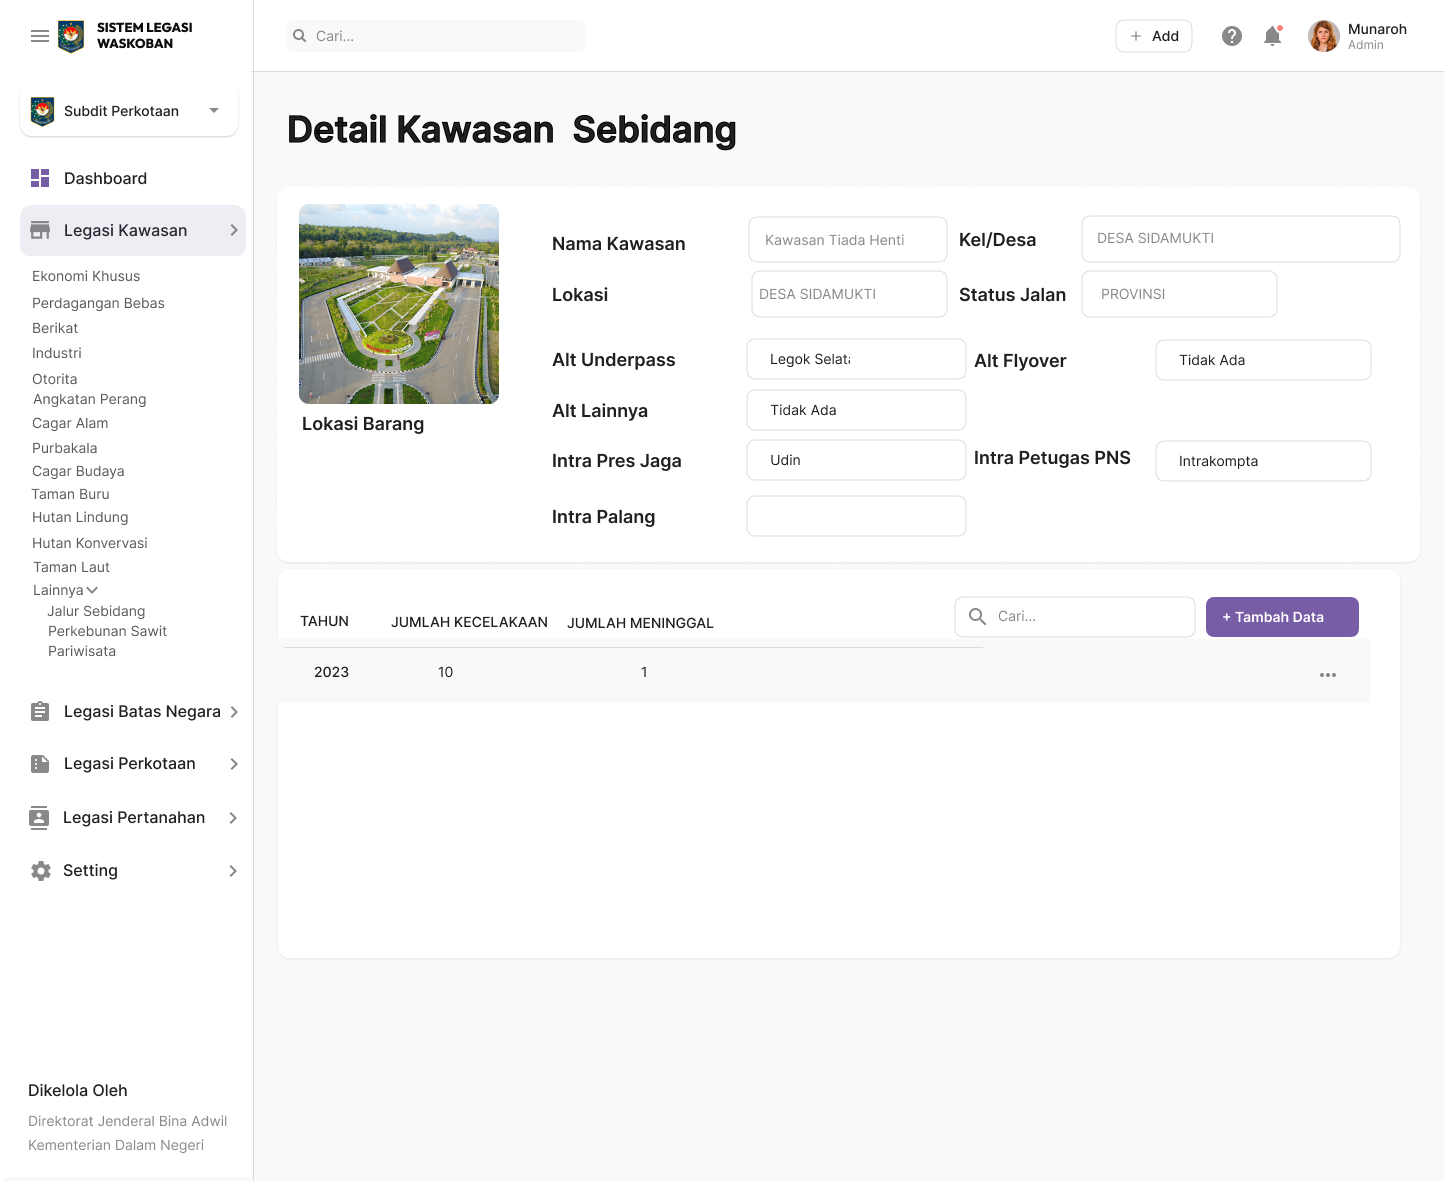 SISTEM LEGASI
WASKOBAN
Cari...
+ Add
Munaroh
Admin
Subdit Perkotaan
Dashboard
Legasi Kawasan
Ekonomi Khusus
Perdagangan Bebas
Berikat
Industri
Otorita
Angkatan Perang
Cagar Alam
Purbakala
Cagar Budaya
Taman Buru
Hutan Lindung
Hutan Konvervasi
Taman Laut
Lainnya
Jalur Sebidang
Perkebunan Sawit
Pariwisata
Legasi Batas Negara
Legasi Perkotaan
Legasi Pertanahan
Setting
Dikelola Oleh
Direktorat Jenderal Bina Adwil
Kementerian Dalam Negeri
Detail Kawasan Sebidang
Lokasi Barang
Nama Kawasan Kawasan Tiada Henti Kel/Desa DESA SIDAMUKTI
Lokasi DESA SIDAMUKTI Status Jalan PROVINSI
Alt Underpass Legok Selat Alt Flyover Tidak Ada
Alt Lainnya Tidak Ada
Intra Pres Jaga Udin Intra Petugas PNS Intrakompta
Intra Palang
Cari... + Tambah Data
TAHUN JUMLAH KECELAKAAN JUMLAH MENINGGAL
2023 10 1